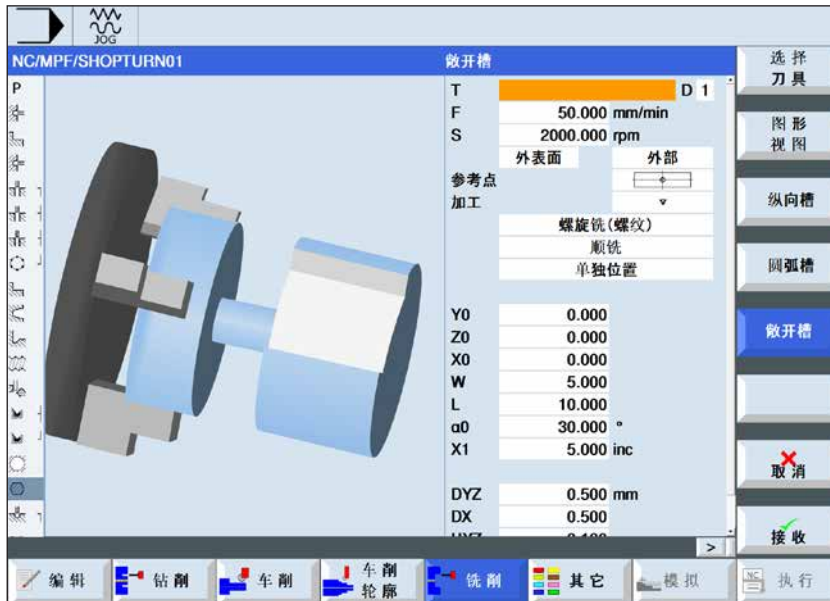 JOG
NC/MPF/SHOPTURN01
敞开槽
P
T D 1
F 50.000 mm/min
S 2000.000 rpm
外表面 外部
参考点
加工
螺旋铣(螺纹)
顺铣
单独位置
Y0 0.000
Z0 0.000
X0 0.000
W 5.000
L 10.000
α0 30.000 °
X1 5.000 inc
DYZ 0.500 mm
DX 0.500
>
选择
刀具
图形
视图
纵向槽
圆弧槽
敞开槽
取消
接收
编辑
钻削
车削
车削
轮廓
铣削
其它
模拟
NC
执行